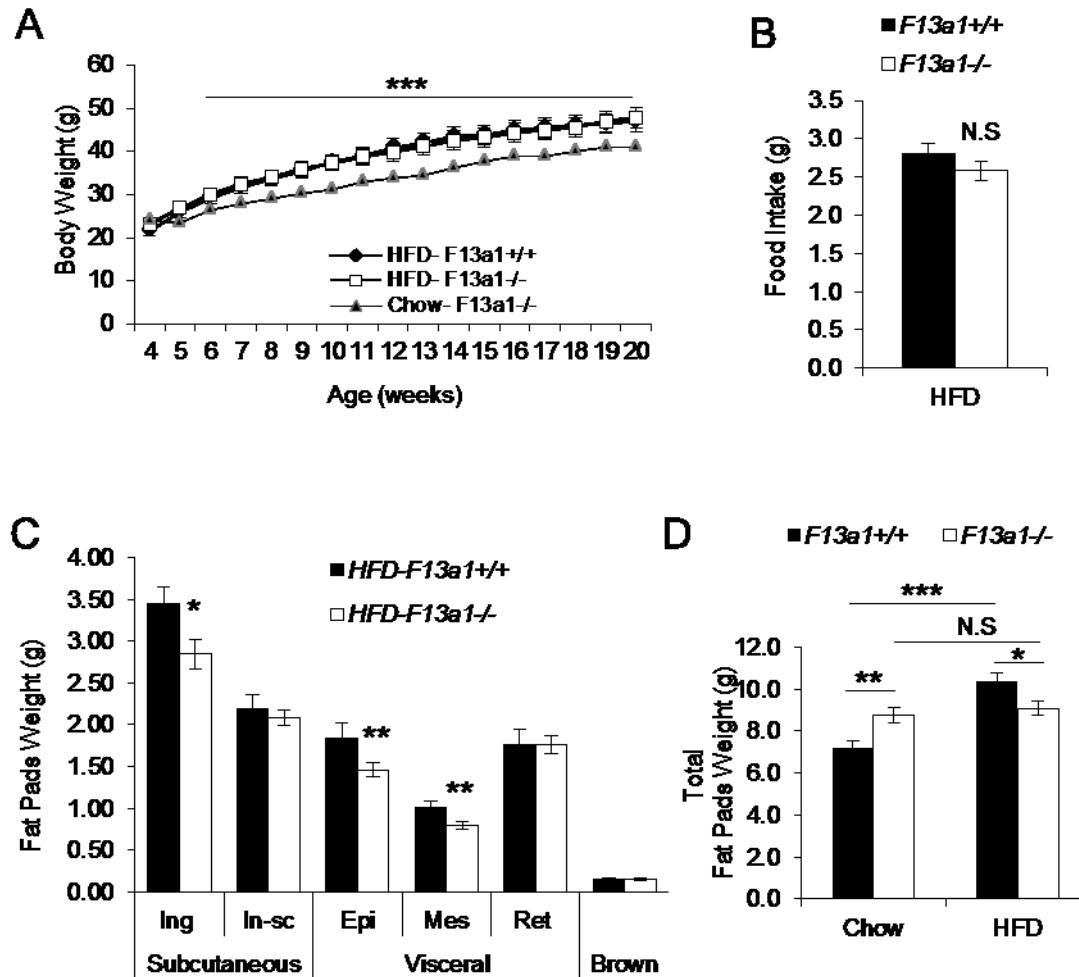 A
***
Body Weight (g)
60
50
40
30
20
10
0
HFD- F13a1+/+
HFD- F13a1-/-
Chow- F13a1-/-
4 5 6 7 8 9 10 11 12 13 14 15 16 17 18 19 20
Age (weeks)
B
F13a1+/+
F13a1-/-
Food Intake (g)
3.5
3.0
2.5
2.0
1.5
1.0
0.5
0.0
N.S
HFD
C
HFD-F13a1+/+
HFD-F13a1-/-
Fat Pads Weight (g)
4.00
3.50
3.00
2.50
2.00
1.50
1.00
0.50
0.00
*
**
**
Ing In-sc Epi Mes Ret
Subcutaneous Visceral Brown
D
F13a1+/+ F13a1-/-
***
N.S
**
*
Total
Fat Pads Weight (g)
12.0
10.0
8.0
6.0
4.0
2.0
0.0
Chow HFD